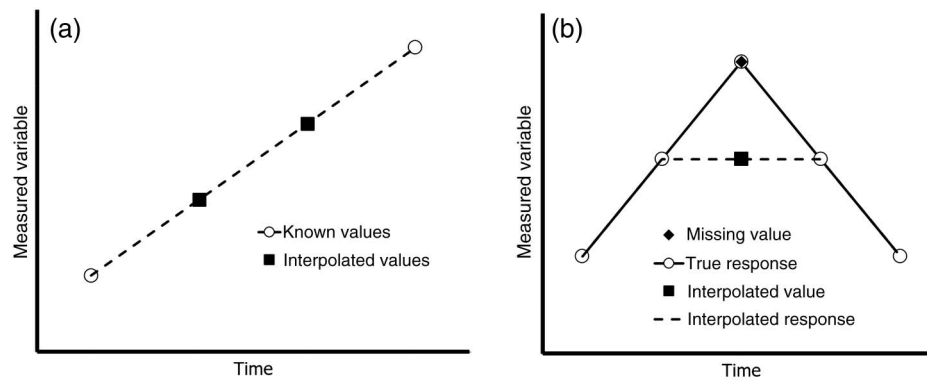 (a)
Measured variable
Known values
Interpolated values
Time
(b)
Measured variable
Missing value
True response
Interpolated value
Interpolated response
Time